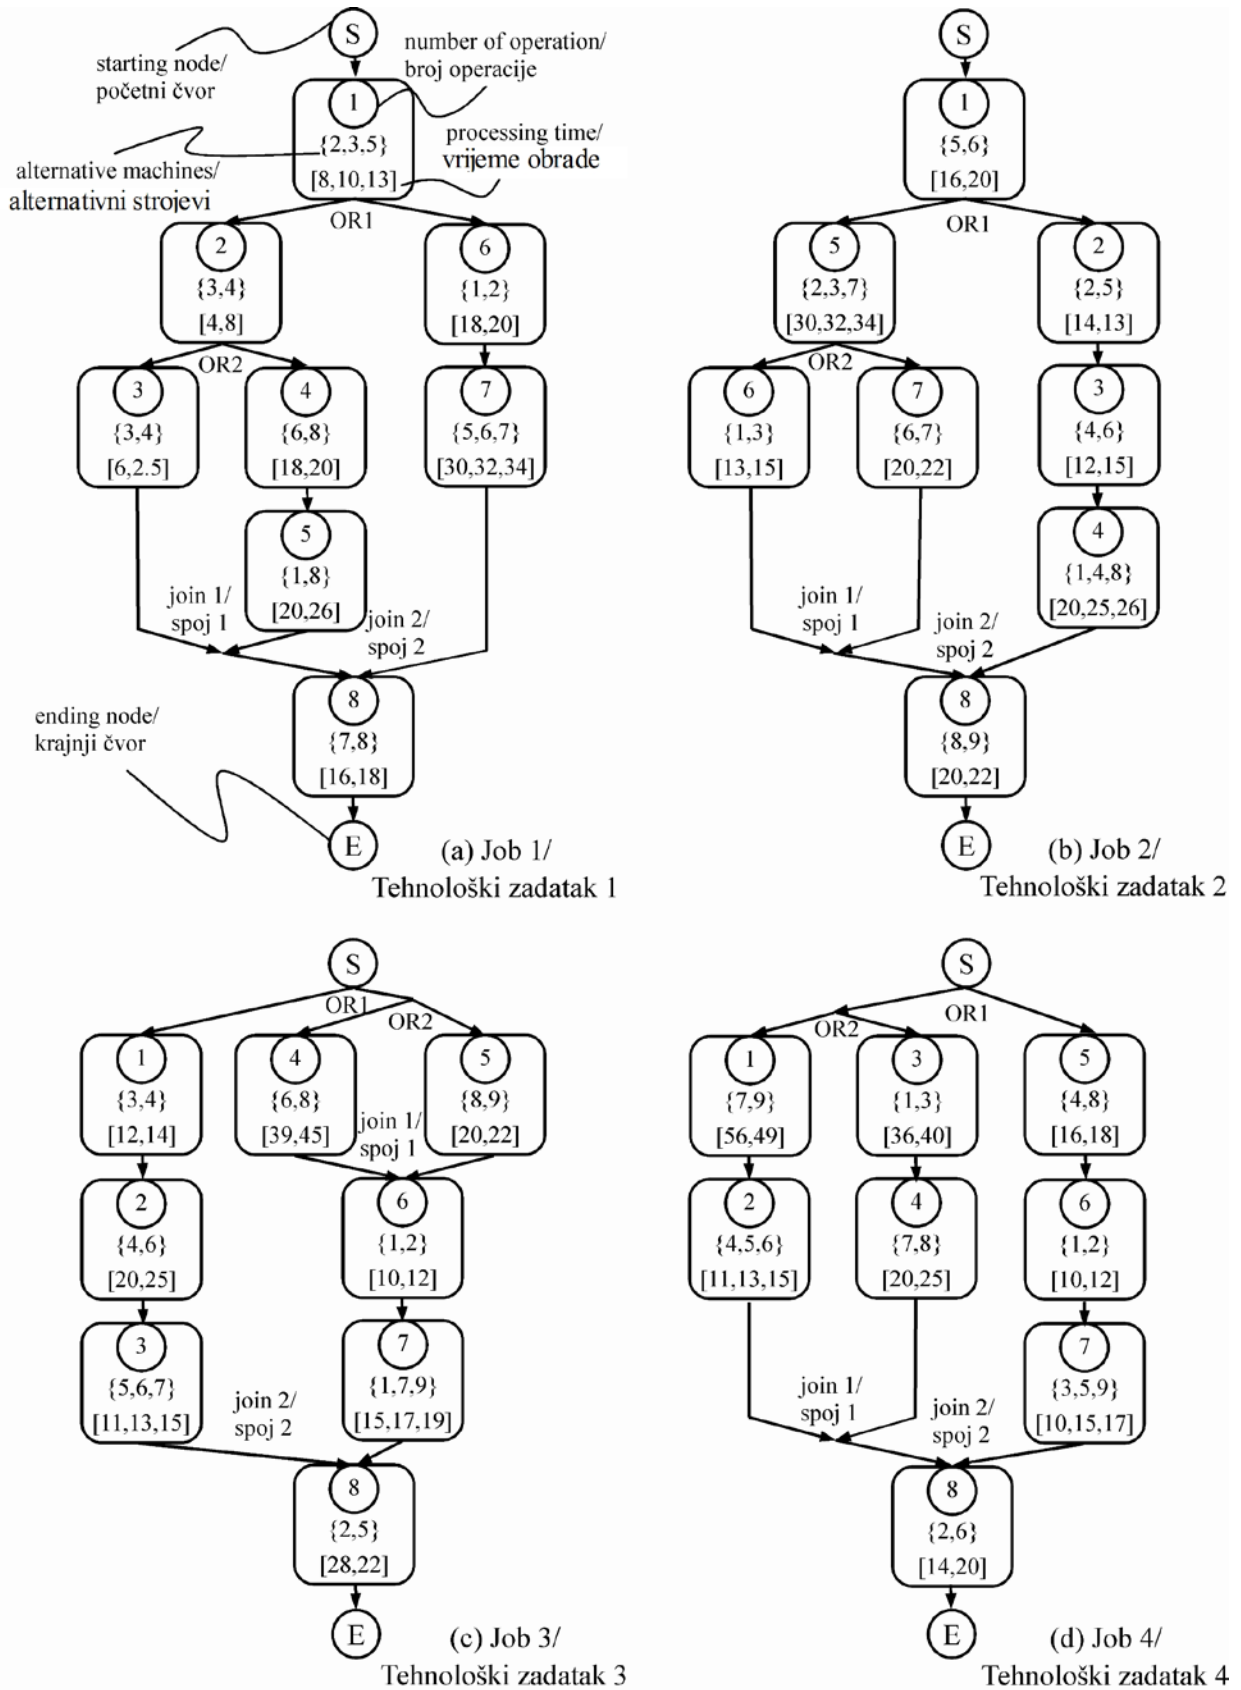 S
starting node/
početni čvor
number of operation/
broj operacije
1
{2,3,5}
[8,10,13]
alternative machines/
alternativni strojevi
processing time/
vrijeme obrade
OR1
2
{3,4}
[4,8]
6
{1,2}
[18,20]
OR2
3
{3,4}
[6,2.5]
4
{6,8}
[18,20]
7
{5,6,7}
[30,32,34]
5
{1,8}
[20,26]
join 1/
spoj 1
join 2/
spoj 2
8
{7,8}
[16,18]
ending node/
krajnji čvor
E
(a) Job 1/
Tehnološki zadatak 1
S
1
{5,6}
[16,20]
OR1
5
{2,3,7}
[30,32,34]
2
{2,5}
[14,13]
OR2
6
{1,3}
[13,15]
7
{6,7}
[20,22]
3
{4,6}
[12,15]
4
{1,4,8}
[20,25,26]
join 1/
spoj 1
join 2/
spoj 2
8
{8,9}
[20,22]
E
(b) Job 2/
Tehnološki zadatak 2
S
OR1
OR2
1
{3,4}
[12,14]
4
{6,8}
[39,45]
5
{8,9}
[20,22]
join 1/
spoj 1
2
{4,6}
[20,25]
6
{1,2}
[10,12]
3
{5,6,7}
[11,13,15]
7
{1,7,9}
[15,17,19]
join 2/
spoj 2
8
{2,5}
[28,22]
E
(c) Job 3/
Tehnološki zadatak 3
S
OR1
OR2
1
{7,9}
[56,49]
3
{1,3}
[36,40]
5
{4,8}
[16,18]
2
{4,5,6}
[11,13,15]
4
{7,8}
[20,25]
6
{1,2}
[10,12]
7
{3,5,9}
[10,15,17]
join 1/
spoj 1
join 2/
spoj 2
8
{2,6}
[14,20]
E
(d) Job 4/
Tehnološki zadatak 4